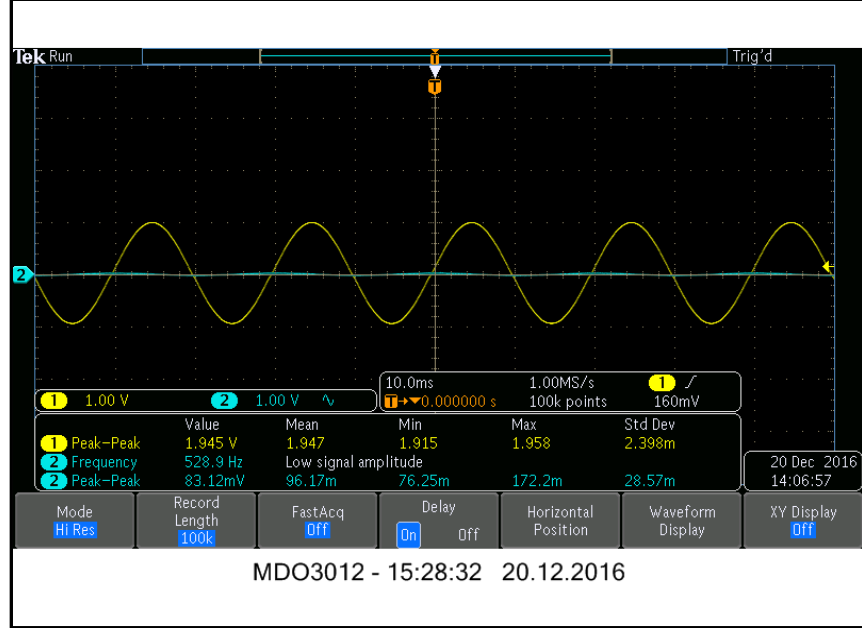 Tek Run Trig'd
T
T
2
1 1.00 V 2 1.00 V ∿ 10.0ms 1.00MS/s 1 ∫
T→▼0.000000 s 100k points 160mV
Value Mean Min Max Std Dev
1 Peak–Peak 1.945 V 1.947 1.915 1.958 2.398m
2 Frequency 528.9 Hz Low signal amplitude
2 Peak–Peak 83.12mV 96.17m 76.25m 172.2m 28.57m
20 Dec 2016
14:06:57
Mode
Hi Res
Record
Length
100k
FastAcq
Off
Delay
On Off
Horizontal
Position
Waveform
Display
XY Display
Off
MDO3012 - 15:28:32 20.12.2016